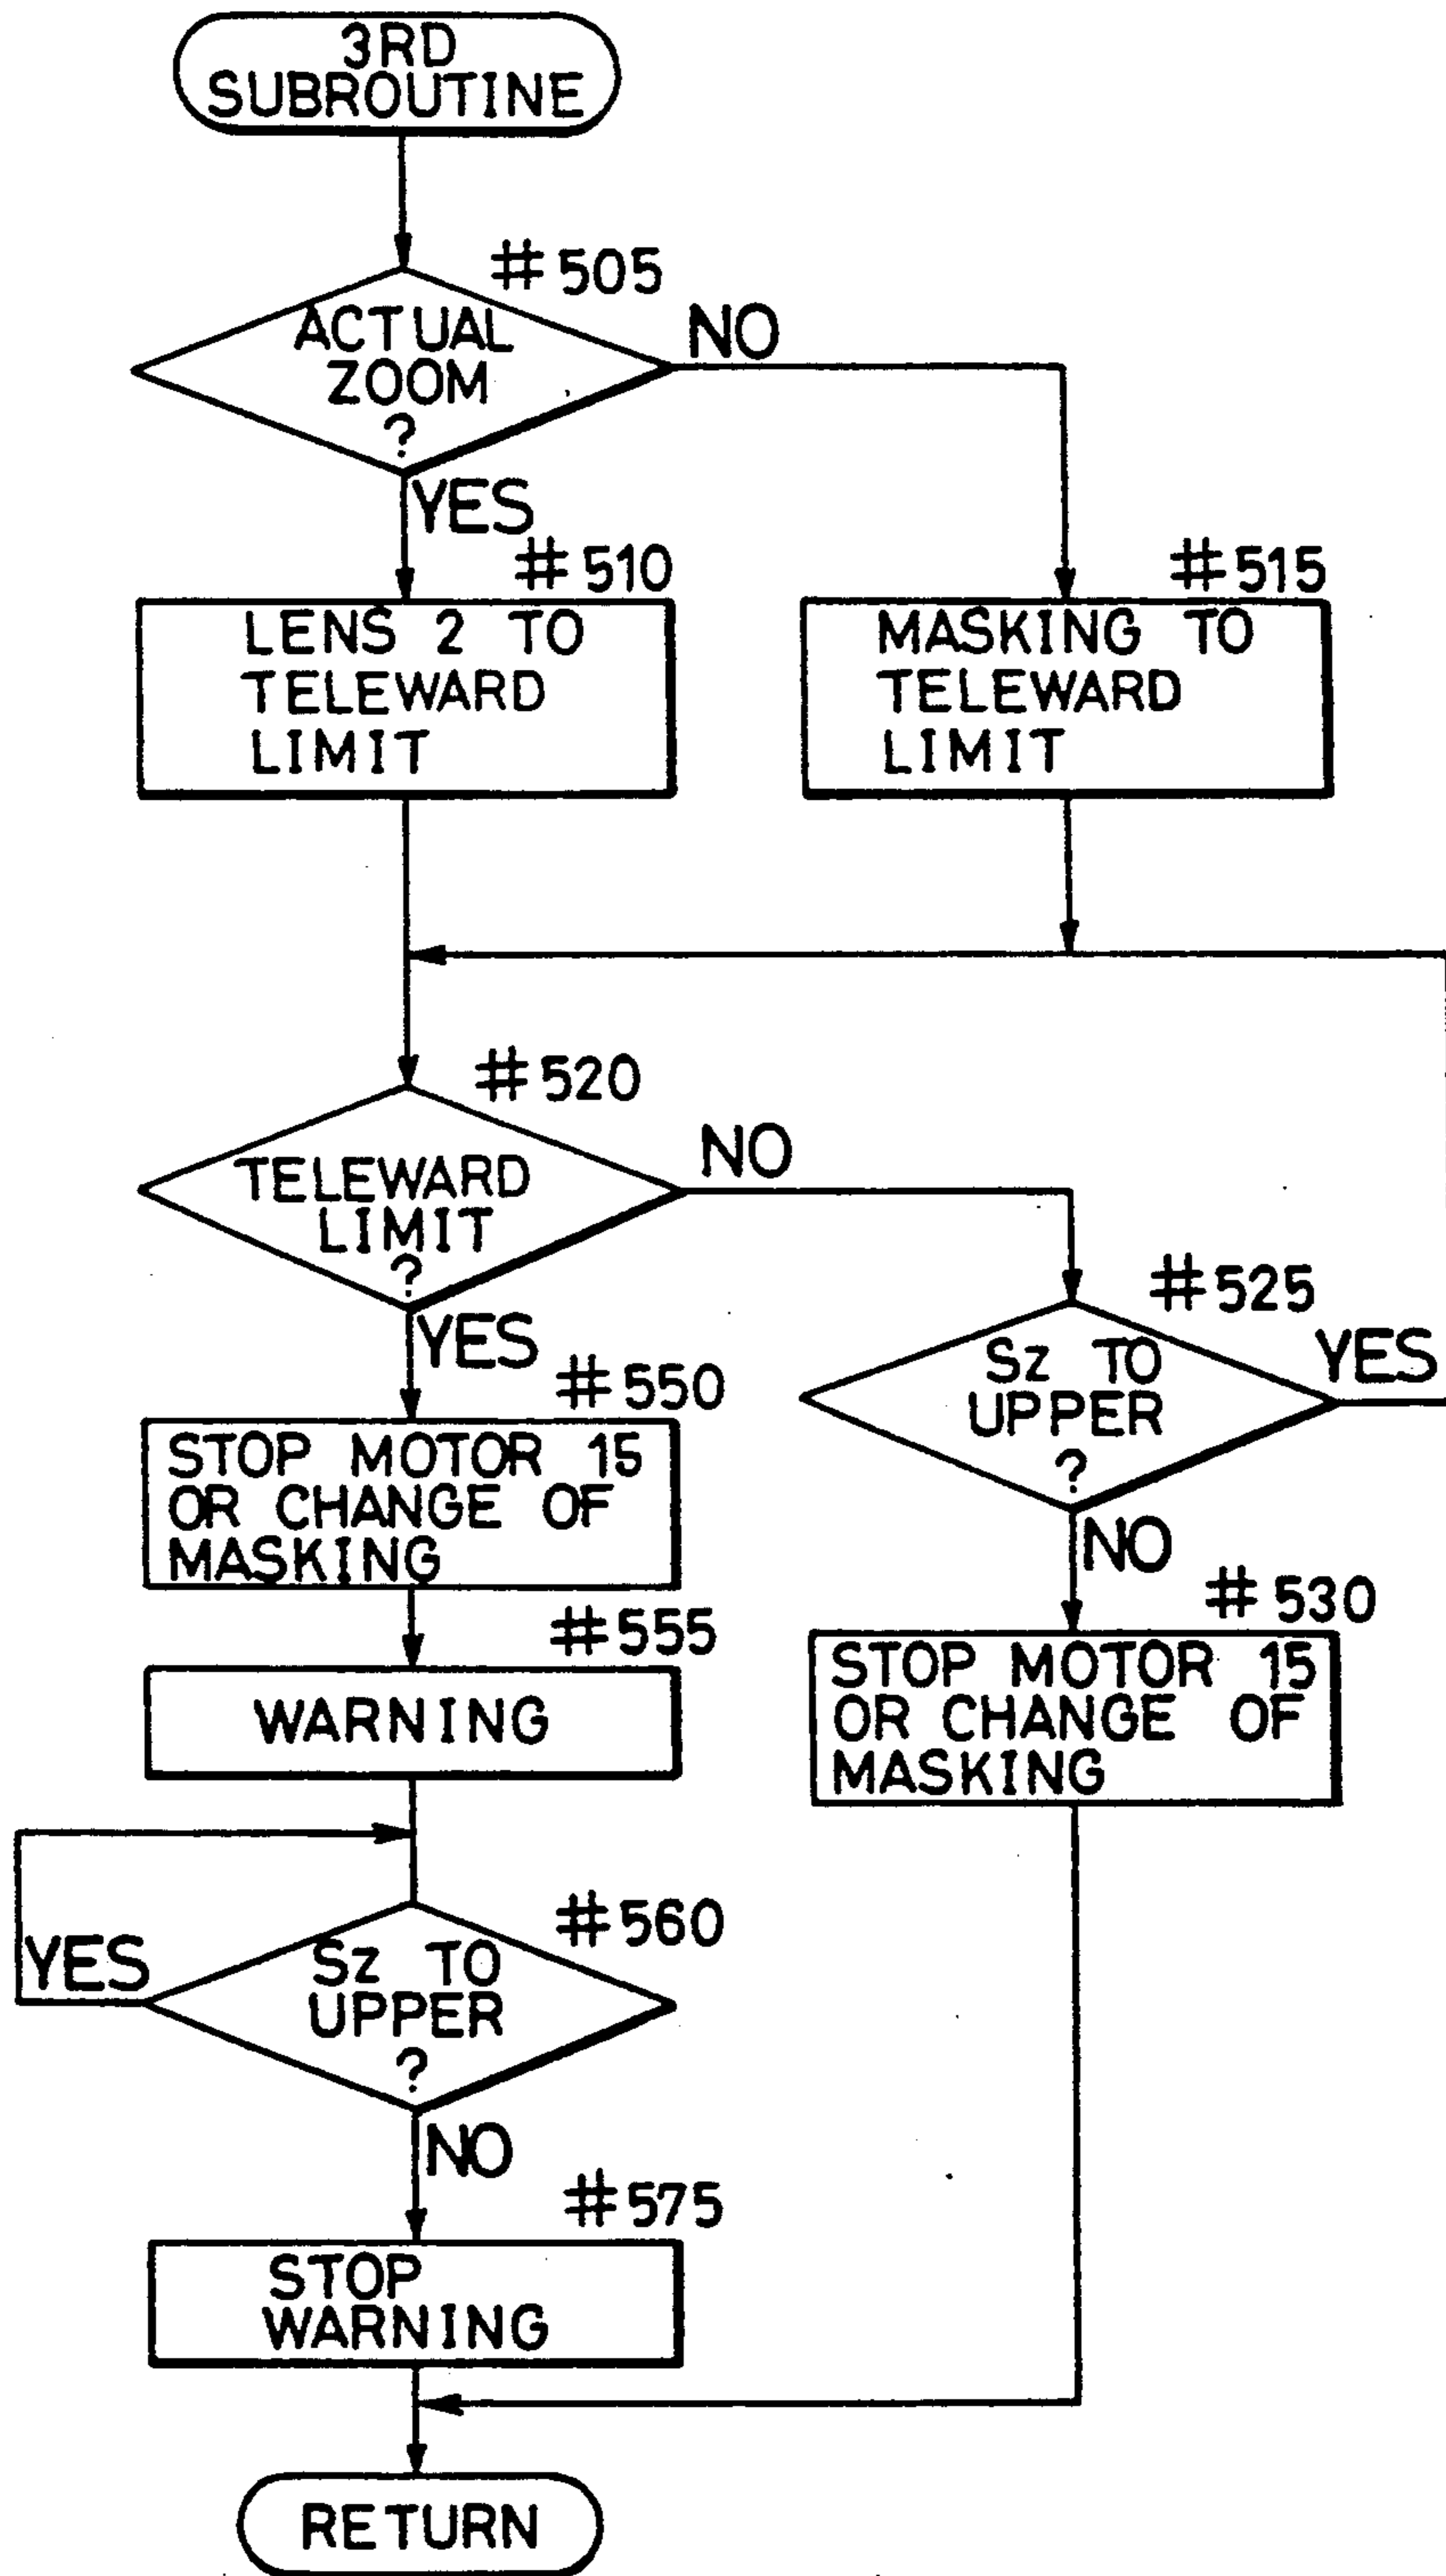 3RD
SUBROUTINE
#505
ACTUAL
ZOOM
?
NO
YES
#510
LENS 2 TO
TELEWARD
LIMIT
#515
MASKING TO
TELEWARD
LIMIT
#520
TELEWARD
LIMIT
?
NO
YES
#525
Sz TO
UPPER
?
YES
NO
#550
STOP MOTOR 15
OR CHANGE OF
MASKING
#530
STOP MOTOR 15
OR CHANGE OF
MASKING
#555
WARNING
#560
Sz TO
UPPER
?
YES
NO
#575
STOP
WARNING
RETURN